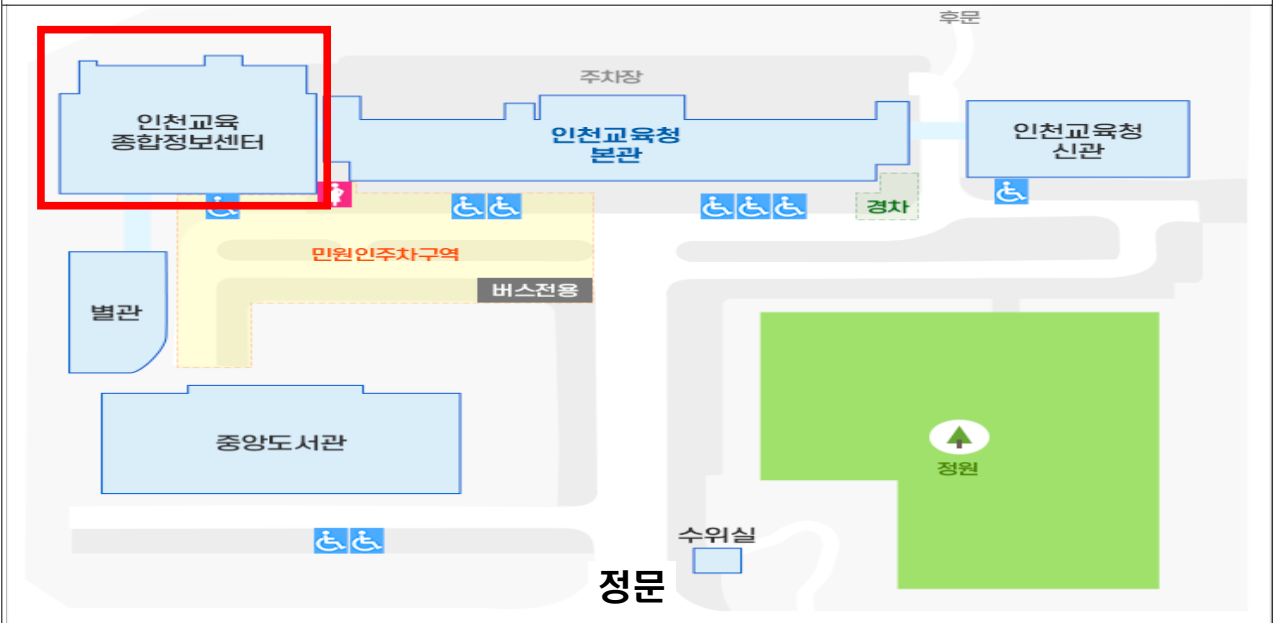 후문
주차장
인천교육
종합정보센터
인천교육청
본관
인천교육청
신관
경차
민원인주차구역
버스전용
별관
중앙도서관
정원
수위실
정문